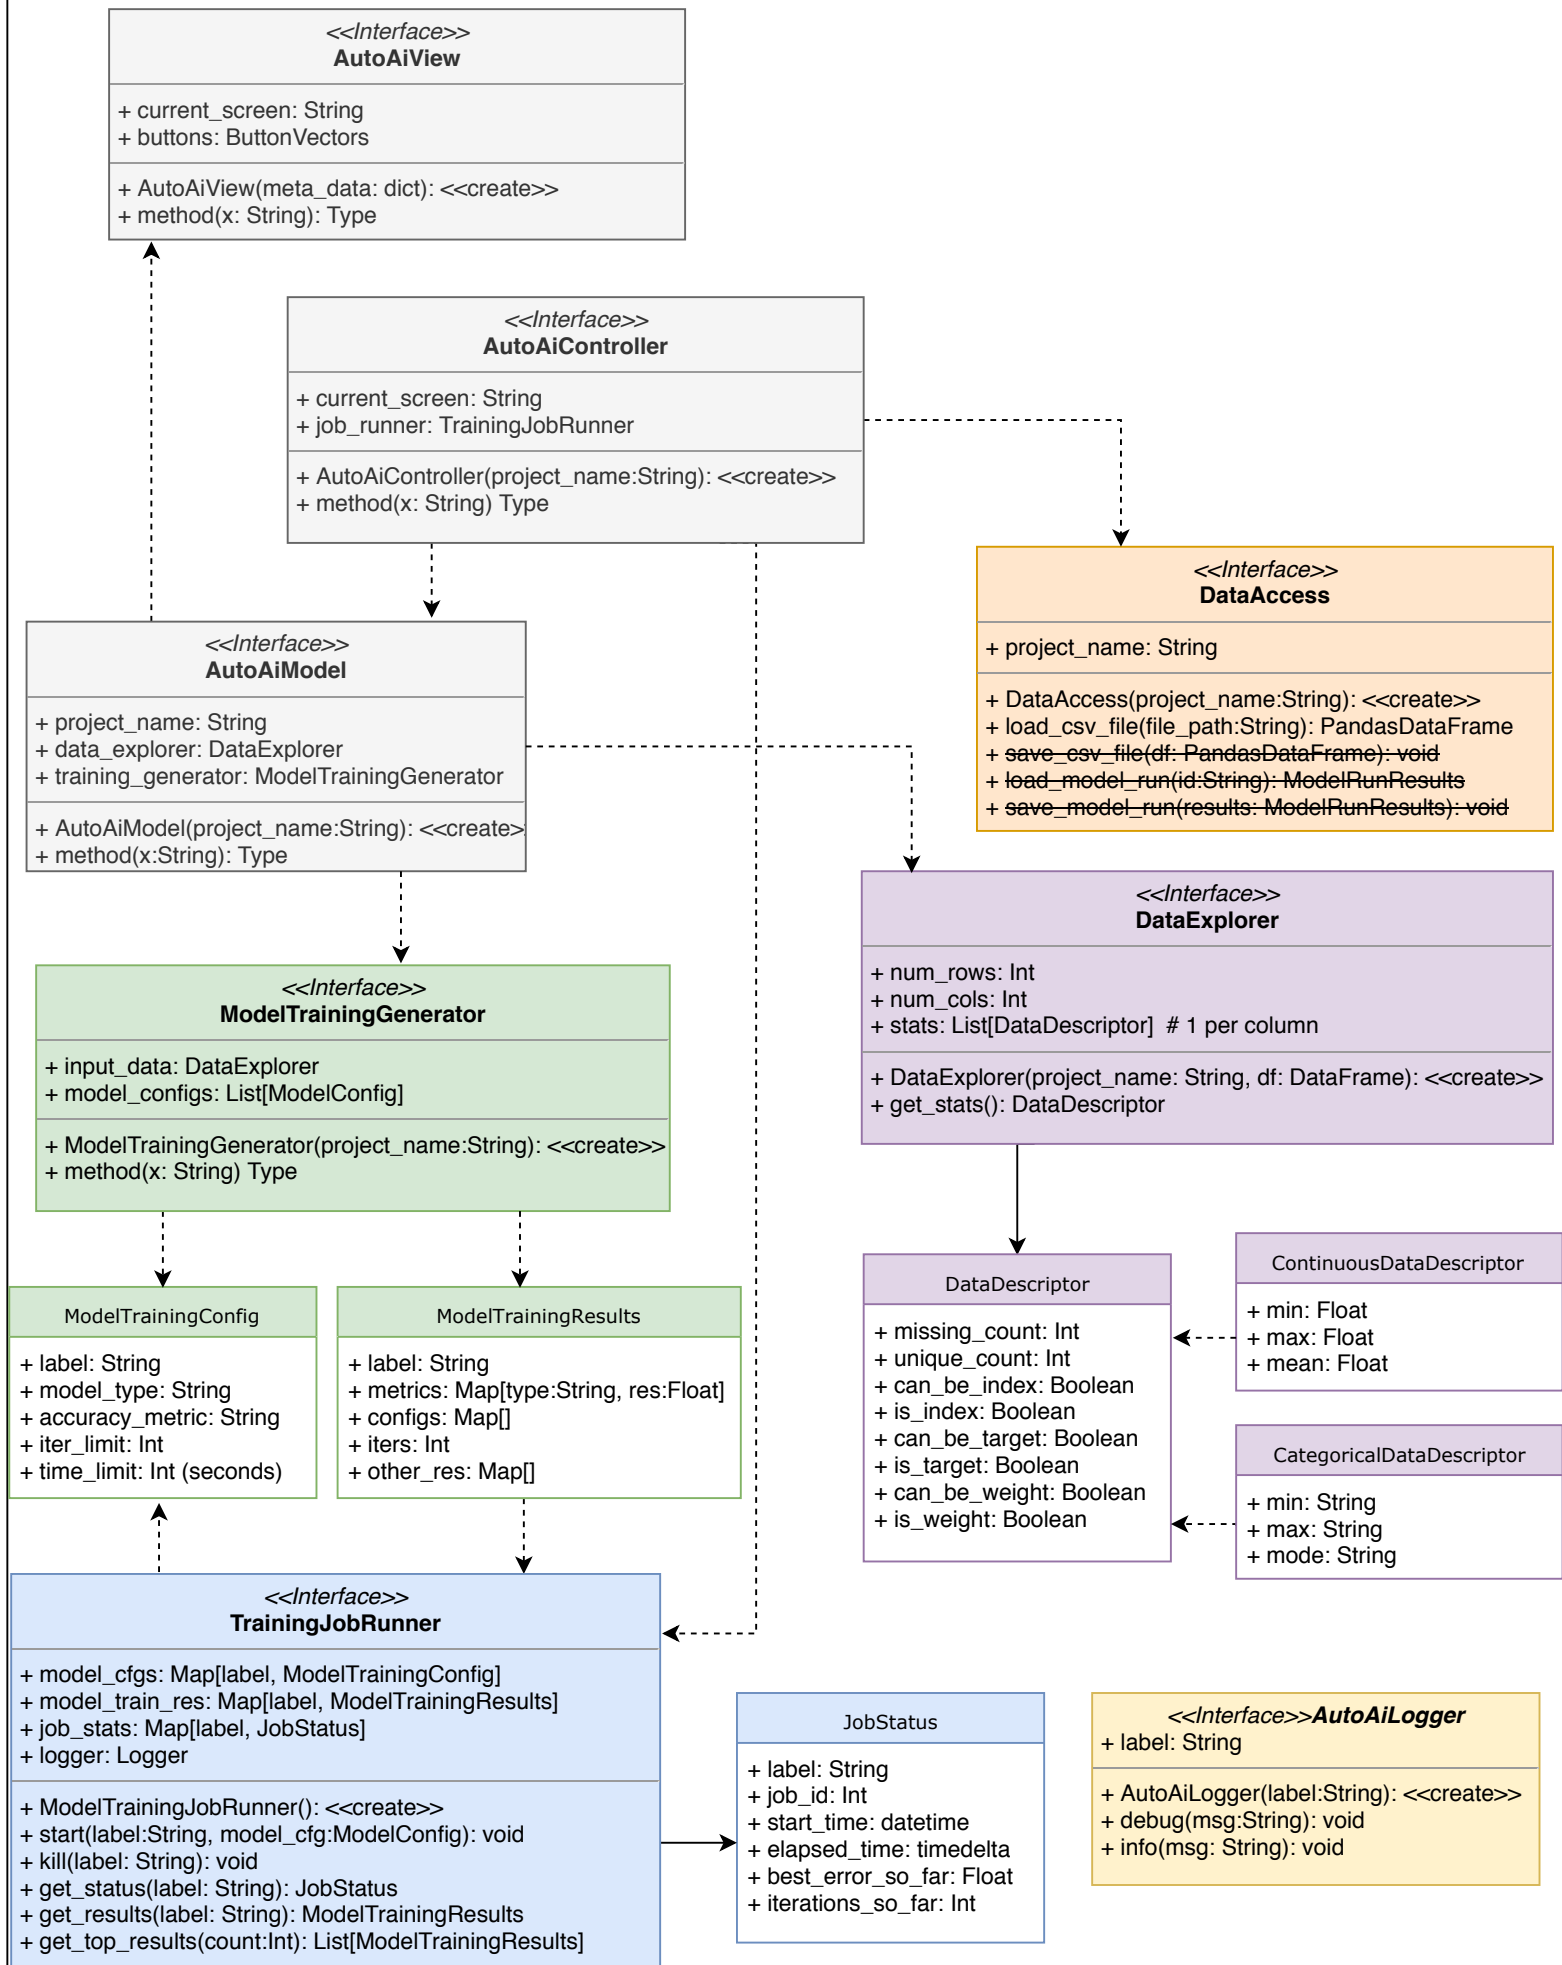 <<Interface>>
AutoAiView
+ current_screen: String
+ buttons: ButtonVectors
+ AutoAiView(meta_data: dict): <<create>>
+ method(x: String): Type
<<Interface>>
AutoAiController
+ current_screen: String
+ job_runner: TrainingJobRunner
+ AutoAiController(project_name:String): <<create>>
+ method(x: String) Type
<<Interface>>
DataAccess
+ project_name: String
+ DataAccess(project_name:String): <<create>>
+ load_csv_file(file_path:String): PandasDataFrame
+ save_csv_file(df: PandasDataFrame): void
+ load_model_run(id:String): ModelRunResults
+ save_model_run(results: ModelRunResults): void
<<Interface>>
AutoAiModel
+ project_name: String
+ data_explorer: DataExplorer
+ training_generator: ModelTrainingGenerator
+ AutoAiModel(project_name:String): <<create>
+ method(x:String): Type
<<Interface>>
DataExplorer
+ num_rows: Int
+ num_cols: Int
+ stats: List[DataDescriptor]  # 1 per column
+ DataExplorer(project_name: String, df: DataFrame): <<create>>
+ get_stats(): DataDescriptor
<<Interface>>
ModelTrainingGenerator
+ input_data: DataExplorer
+ model_configs: List[ModelConfig]
+ ModelTrainingGenerator(project_name:String): <<create>>
+ method(x: String) Type
ModelTrainingConfig
+ label: String
+ model_type: String
+ accuracy_metric: String
+ iter_limit: Int
+ time_limit: Int (seconds)
ModelTrainingResults
+ label: String
+ metrics: Map[type:String, res:Float]
+ configs: Map[]
+ iters: Int
+ other_res: Map[]
DataDescriptor
+ missing_count: Int
+ unique_count: Int
+ can_be_index: Boolean
+ is_index: Boolean
+ can_be_target: Boolean
+ is_target: Boolean
+ can_be_weight: Boolean
+ is_weight: Boolean
ContinuousDataDescriptor
+ min: Float
+ max: Float
+ mean: Float
CategoricalDataDescriptor
+ min: String
+ max: String
+ mode: String
<<Interface>>
TrainingJobRunner
+ model_cfgs: Map[label, ModelTrainingConfig]
+ model_train_res: Map[label, ModelTrainingResults]
+ job_stats: Map[label, JobStatus]
+ logger: Logger
+ ModelTrainingJobRunner(): <<create>>
+ start(label:String, model_cfg:ModelConfig): void
+ kill(label: String): void
+ get_status(label: String): JobStatus
+ get_results(label: String): ModelTrainingResults
+ get_top_results(count:Int): List[ModelTrainingResults]
JobStatus
+ label: String
+ job_id: Int
+ start_time: datetime
+ elapsed_time: timedelta
+ best_error_so_far: Float
+ iterations_so_far: Int
<<Interface>>AutoAiLogger
+ label: String
+ AutoAiLogger(label:String): <<create>>
+ debug(msg:String): void
+ info(msg: String): void